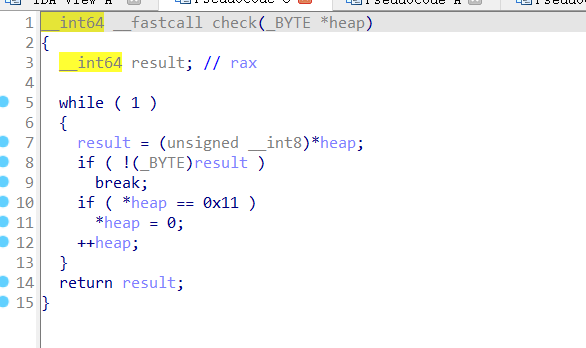 IDA View-A Pseudocode-C Pseudocode-A
1 __int64 __fastcall check(_BYTE *heap)
2 {
3 __int64 result; // rax
4
5 while ( 1 )
6 {
7 result = (unsigned __int8)*heap;
8 if ( !(_BYTE)result )
9 break;
10 if ( *heap == 0x11 )
11 *heap = 0;
12 ++heap;
13 }
14 return result;
15 }